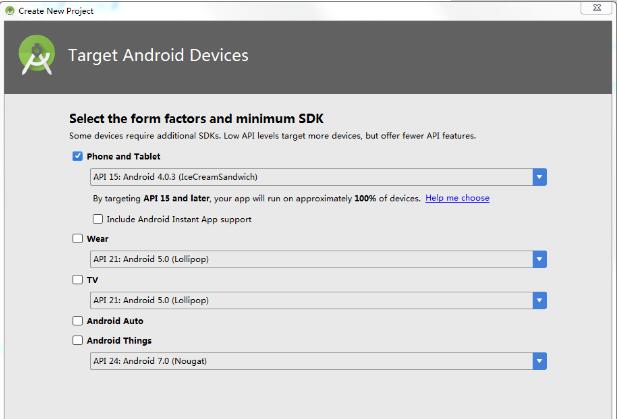 Create New Project
Target Android Devices
Select the form factors and minimum SDK
Some devices require additional SDKs. Low API levels target more devices, but offer fewer API features.
Phone and Tablet
API 15: Android 4.0.3 (IceCreamSandwich)
By targeting API 15 and later, your app will run on approximately 100% of devices. Help me choose
Include Android Instant App support
Wear
API 21: Android 5.0 (Lollipop)
TV
API 21: Android 5.0 (Lollipop)
Android Auto
Android Things
API 24: Android 7.0 (Nougat)